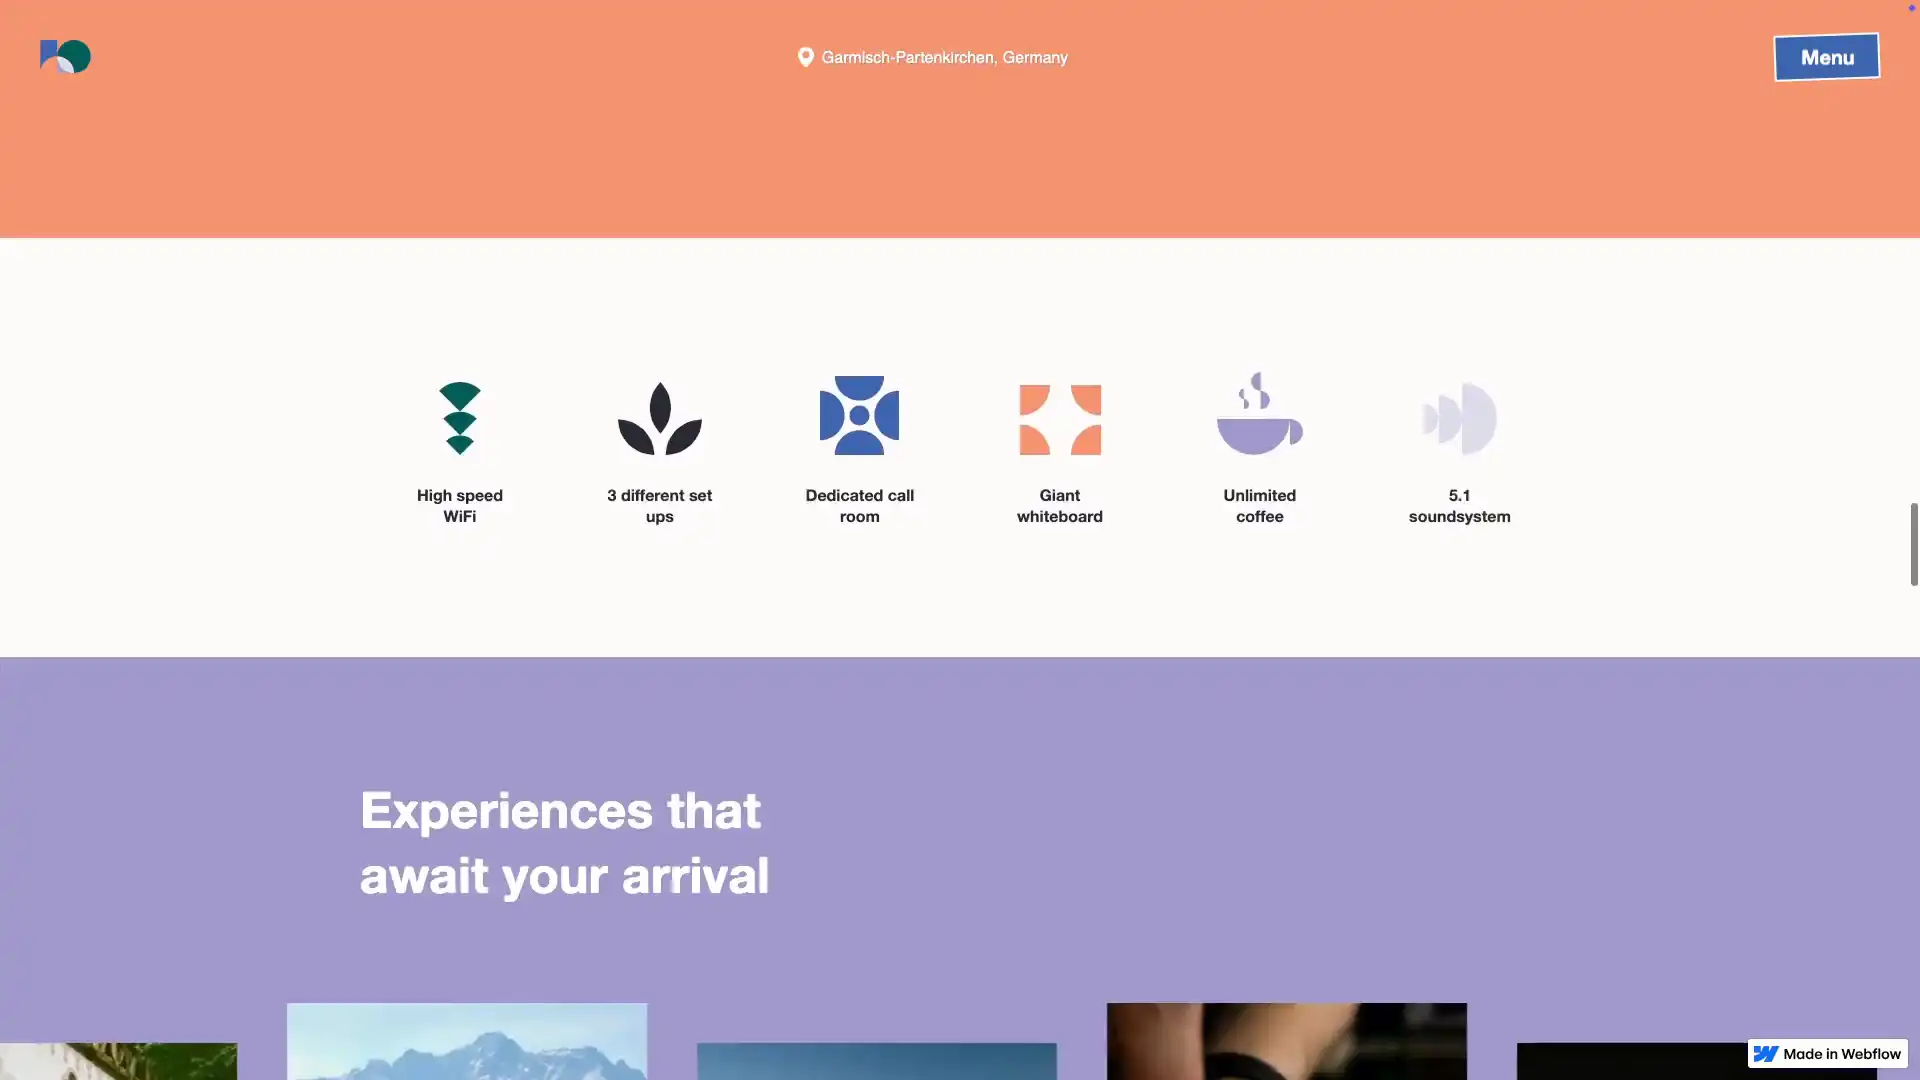 Garmisch-Partenkirchen, Germany
Menu
High speed
WiFi
3 different set
ups
Dedicated call
room
Giant
whiteboard
Unlimited
coffee
5.1
soundsystem
Experiences that
await your arrival
Made in Webflow